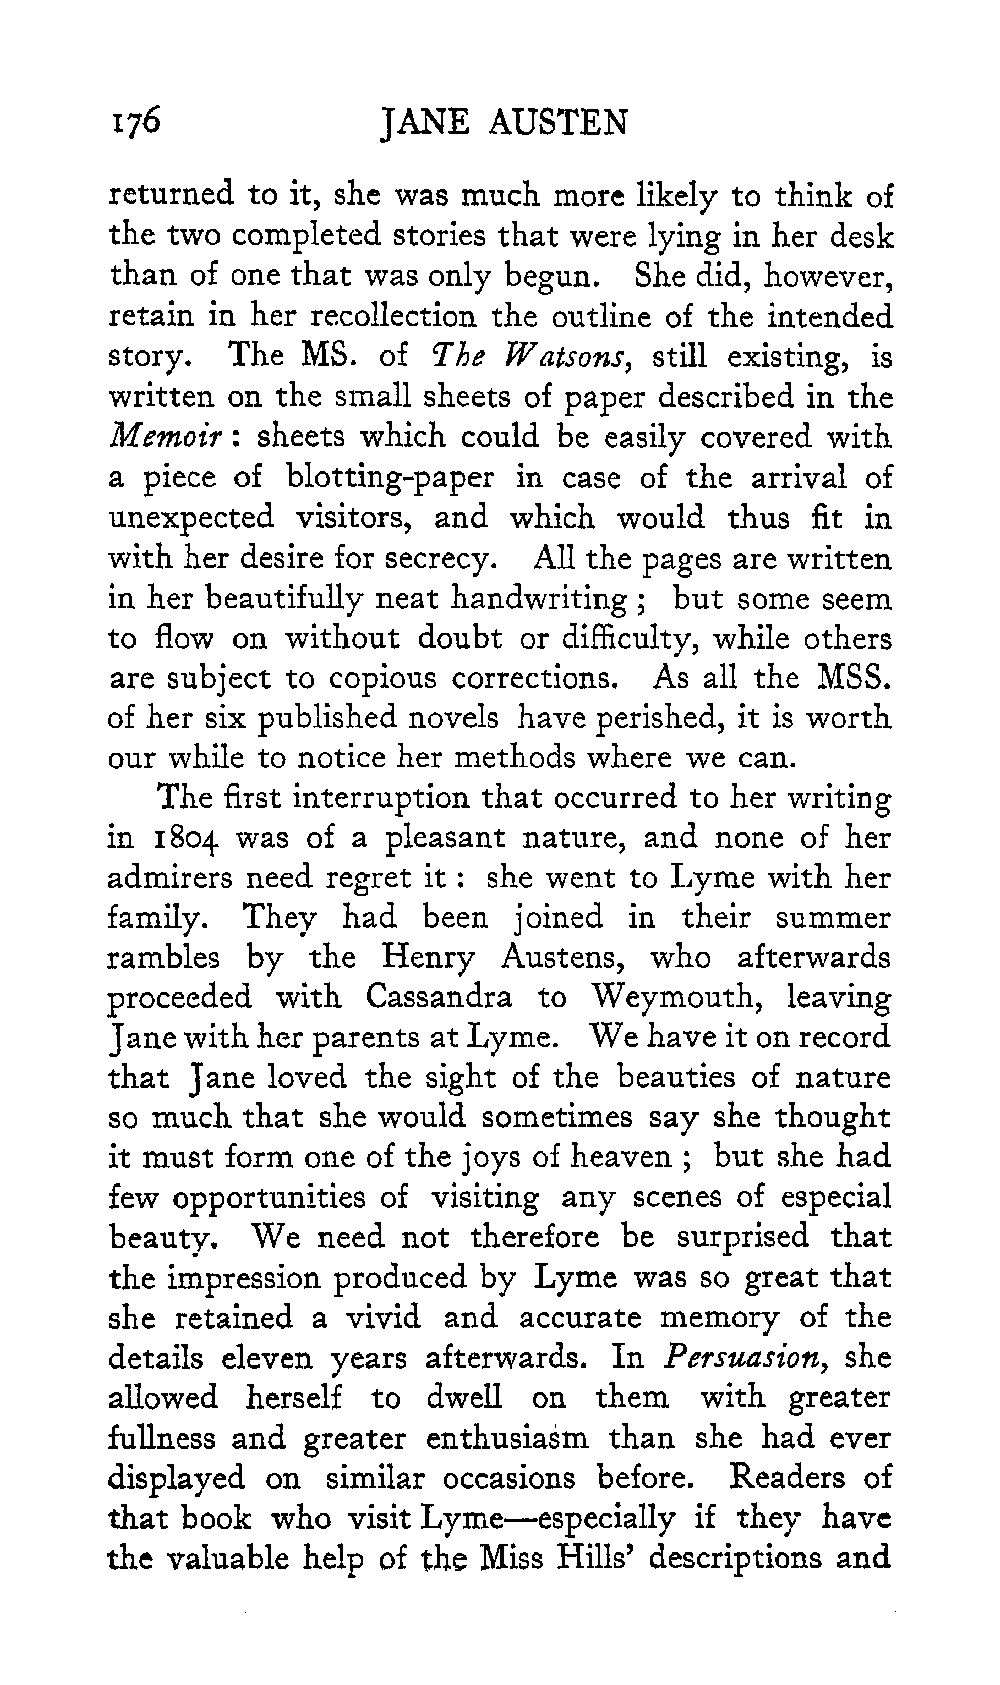 176 JANE AUSTEN
returned to it, she was much more likely to think of
the two completed stories that were lying in her desk
than of one that was only begun. She did, however,
retain in her recollection the outline of the intended
story. The MS. of The Watsons, still existing, is
written on the small sheets of paper described in the
Memoir : sheets which could be easily covered with
a piece of blotting-paper in case of the arrival of
unexpected visitors, and which would thus fit in
with her desire for secrecy. All the pages are written
in her beautifully neat handwriting ; but some seem
to flow on without doubt or difficulty, while others
are subject to copious corrections. As all the MSS.
of her six published novels have perished, it is worth
our while to notice her methods where we can.
The first interruption that occurred to her writing
in 1804 was of a pleasant nature, and none of her
admirers need regret it : she went to Lyme with her
family. They had been joined in their summer
rambles by the Henry Austens, who afterwards
proceeded with Cassandra to Weymouth, leaving
Jane with her parents at Lyme. We have it on record
that Jane loved the sight of the beauties of nature
so much that she would sometimes say she thought
it must form one of the joys of heaven ; but she had
few opportunities of visiting any scenes of especial
beauty. We need not therefore be surprised that
the impression produced by Lyme was so great that
she retained a vivid and accurate memory of the
details eleven years afterwards. In Persuasion, she
allowed herself to dwell on them with greater
fullness and greater enthusiasm than she had ever
displayed on similar occasions before. Readers of
that book who visit Lyme—especially if they have
the valuable help of the Miss Hills' descriptions and